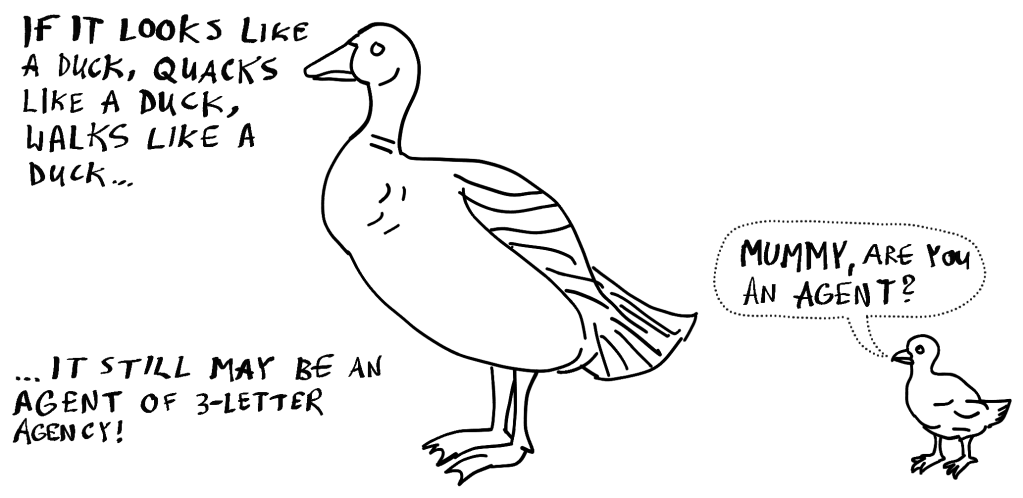 IF IT LOOKS LIKE
A DUCK, QUACKS
LIKE A DUCK,
WALKS LIKE A
DUCK...
MUMMY, ARE YOU
AN AGENT?
...IT STILL MAY BE AN
AGENT OF 3-LETTER
AGENCY!